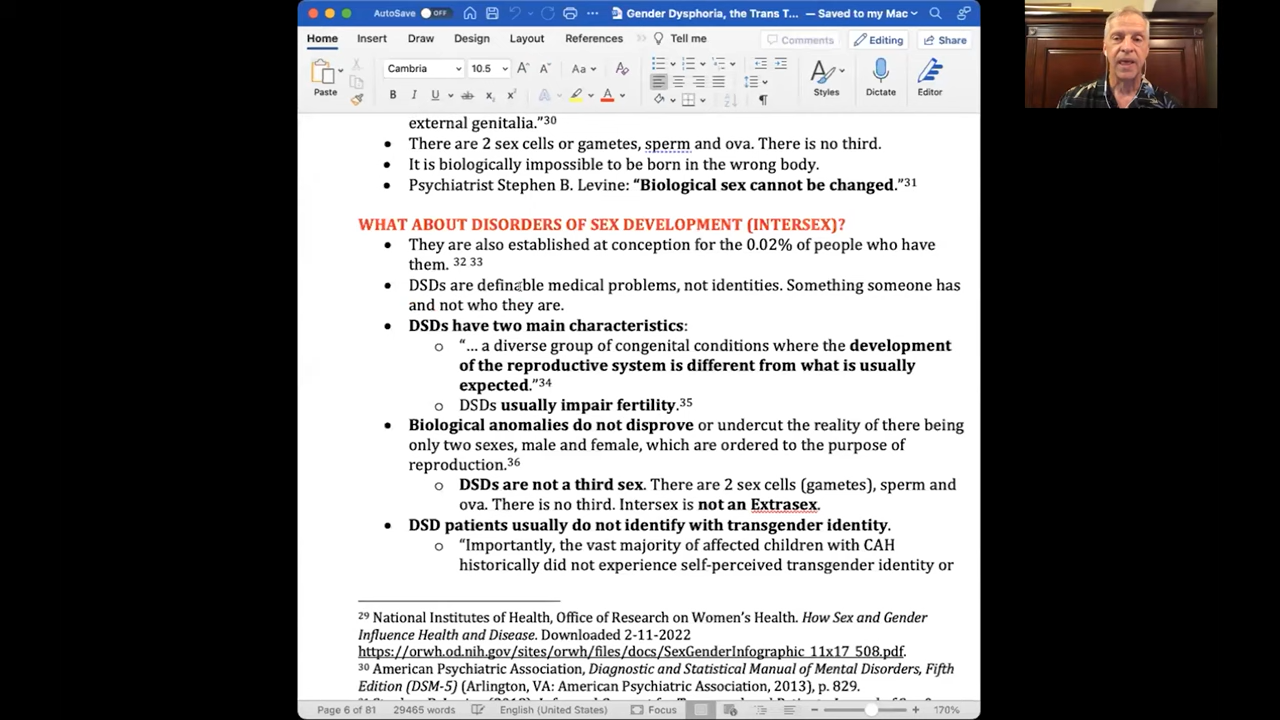 AutoSave OFF Gender Dysphoria, the Trans T... — Saved to my Mac
Home Insert Draw Design Layout References Tell me Comments Editing Share
Paste Cambria 10.5 Styles Dictate Editor
external genitalia.”30
• There are 2 sex cells or gametes, sperm and ova. There is no third.
• It is biologically impossible to be born in the wrong body.
• Psychiatrist Stephen B. Levine: “Biological sex cannot be changed.”31
WHAT ABOUT DISORDERS OF SEX DEVELOPMENT (INTERSEX)?
• They are also established at conception for the 0.02% of people who have
them. 32 33
• DSDs are definable medical problems, not identities. Something someone has
and not who they are.
• DSDs have two main characteristics:
o “... a diverse group of congenital conditions where the development
of the reproductive system is different from what is usually
expected.”34
o DSDs usually impair fertility.35
• Biological anomalies do not disprove or undercut the reality of there being
only two sexes, male and female, which are ordered to the purpose of
reproduction.36
o DSDs are not a third sex. There are 2 sex cells (gametes), sperm and
ova. There is no third. Intersex is not an Extrasex.
• DSD patients usually do not identify with transgender identity.
o “Importantly, the vast majority of affected children with CAH
historically did not experience self-perceived transgender identity or
29 National Institutes of Health, Office of Research on Women’s Health. How Sex and Gender
Influence Health and Disease. Downloaded 2-11-2022
https://orwh.od.nih.gov/sites/orwh/files/docs/SexGenderInfographic_11x17_508.pdf.
30 American Psychiatric Association, Diagnostic and Statistical Manual of Mental Disorders, Fifth
Edition (DSM-5) (Arlington, VA: American Psychiatric Association, 2013), p. 829.
Page 6 of 81 29465 words English (United States) Focus 170%